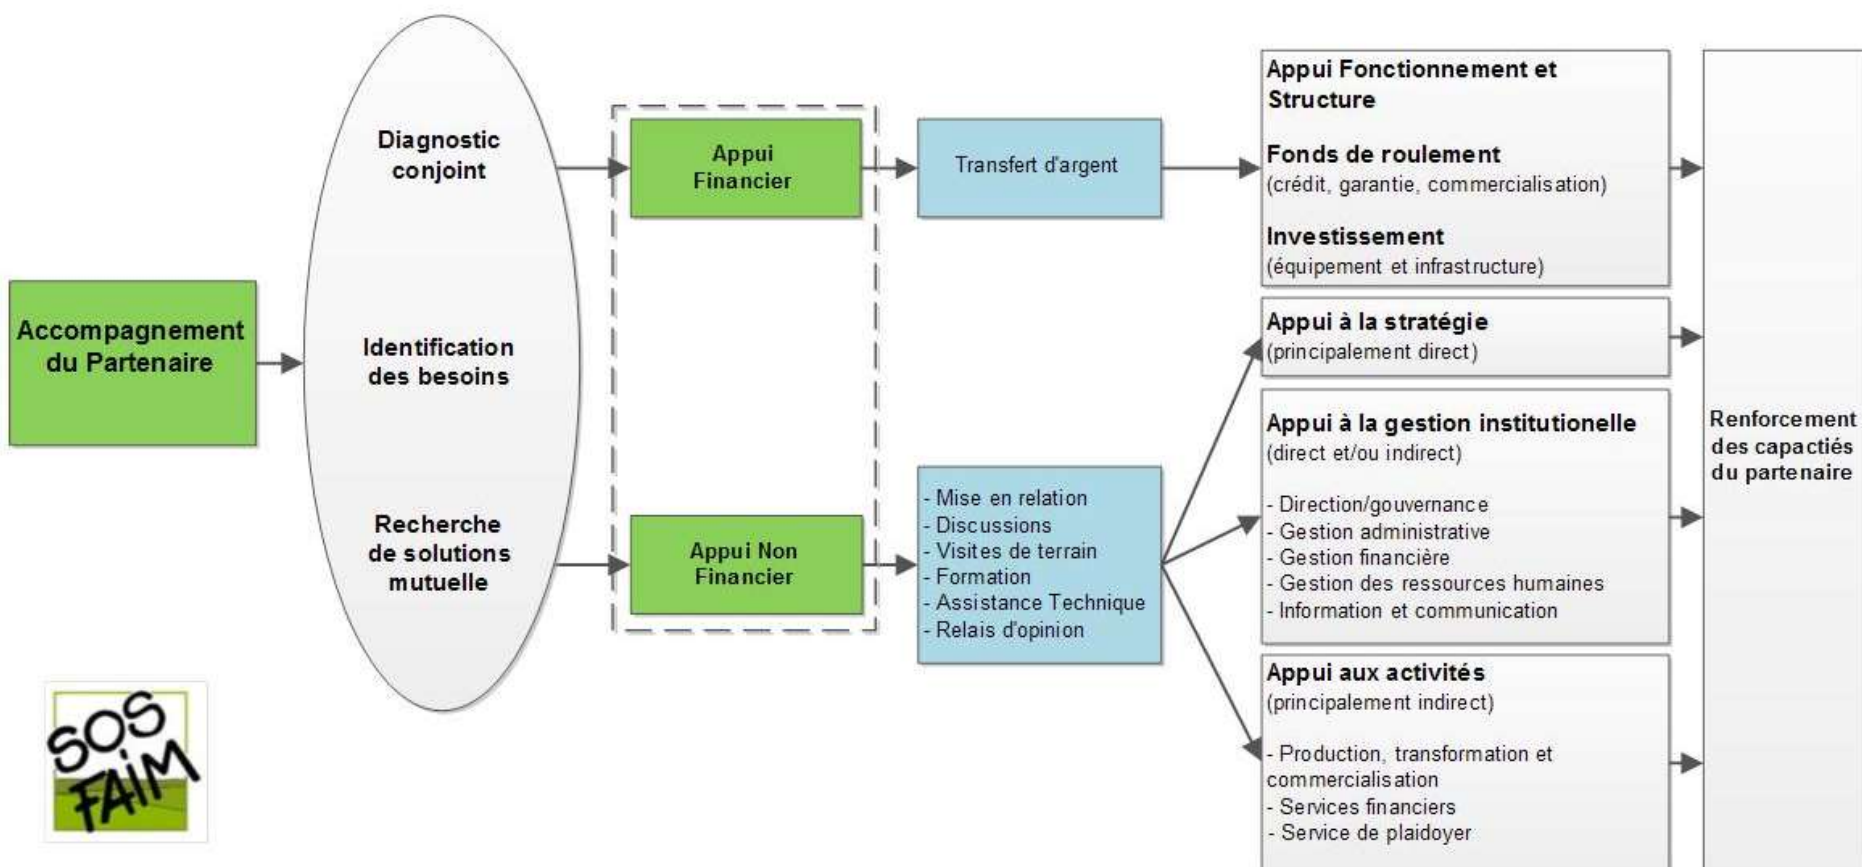 Accompagnement
du Partenaire
Diagnostic
conjoint
Identification
des besoins
Recherche
de solutions
mutuelle
Appui
Financier
Appui Non
Financier
Transfert d'argent
- Mise en relation
- Discussions
- Visites de terrain
- Formation
- Assistance Technique
- Relais d'opinion
Appui Fonctionnement et
Structure
Fonds de roulement
(crédit, garantie, commercialisation)
Investissement
(équipement et infrastructure)
Appui à la stratégie
(principalement direct)
Appui à la gestion institutionelle
(direct et/ou indirect)
- Direction/gouvernance
- Gestion administrative
- Gestion financière
- Gestion des ressources humaines
- Information et communication
Appui aux activités
(principalement indirect)
- Production, transformation et
commercialisation
- Services financiers
- Service de plaidoyer
Renforcement
des capactiés
du partenaire
SOS
FAIM